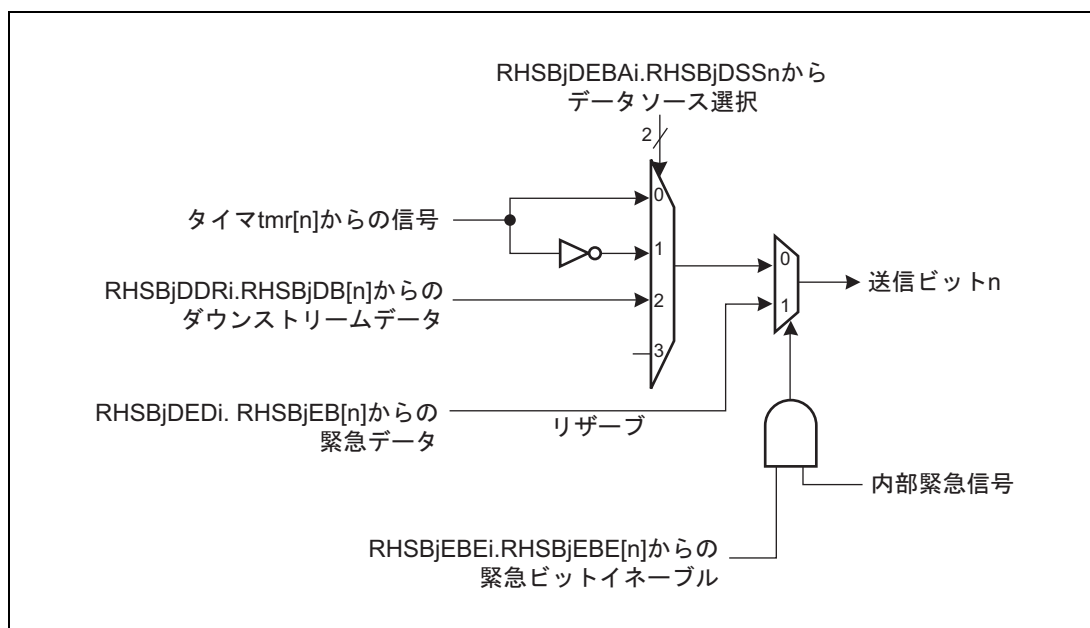 RHSBjDEBAi.RHSBjDSSnから
データソース選択
2
タイマtmr[n]からの信号
0
1
RHSBjDDRi.RHSBjDB[n]からの
ダウンストリームデータ
2
3
0
1
送信ビットn
RHSBjDEDi. RHSBjEB[n]からの
緊急データ
リザーブ
内部緊急信号
RHSBjEBEi.RHSBjEBE[n]からの
緊急ビットイネーブル